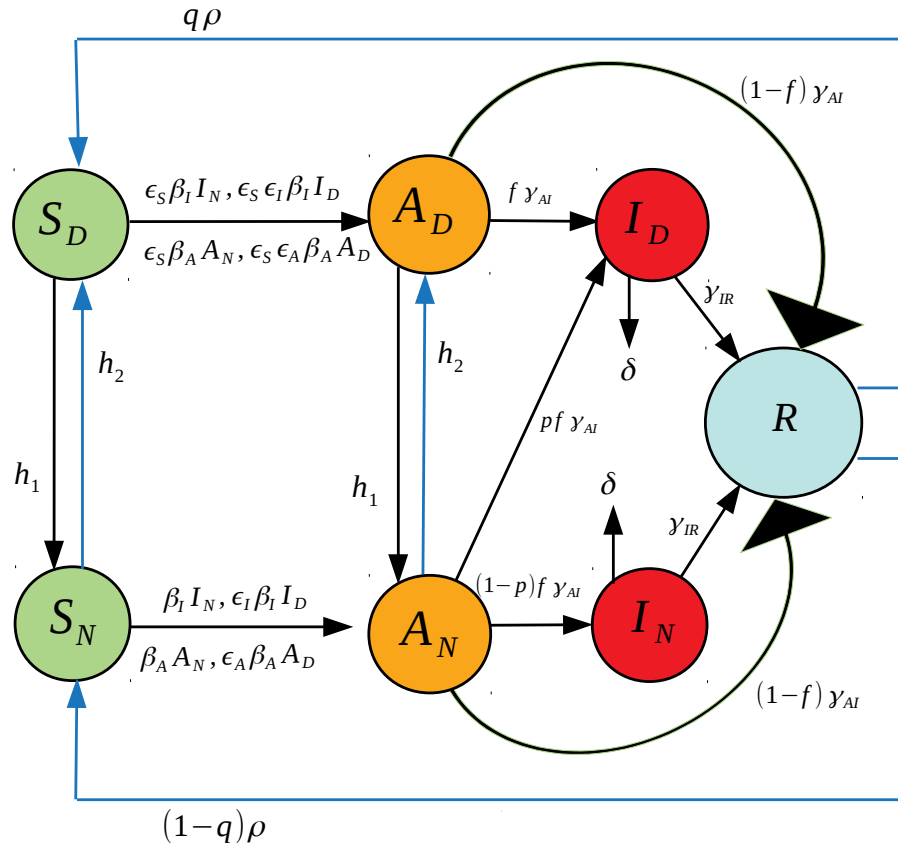 qρ
(1−f) γ_AI
S_D
ϵ_S β_I I_N , ϵ_S ϵ_I β_I I_D
ϵ_S β_A A_N , ϵ_S ϵ_A β_A A_D
A_D
f γ_AI
I_D
γ_IR
δ
h_2
h_2
R
pf γ_AI
h_1
h_1
δ
γ_IR
S_N
β_I I_N , ϵ_I β_I I_D
β_A A_N , ϵ_A β_A A_D
A_N
(1−p) f γ_AI
I_N
(1−f) γ_AI
(1−q)ρ